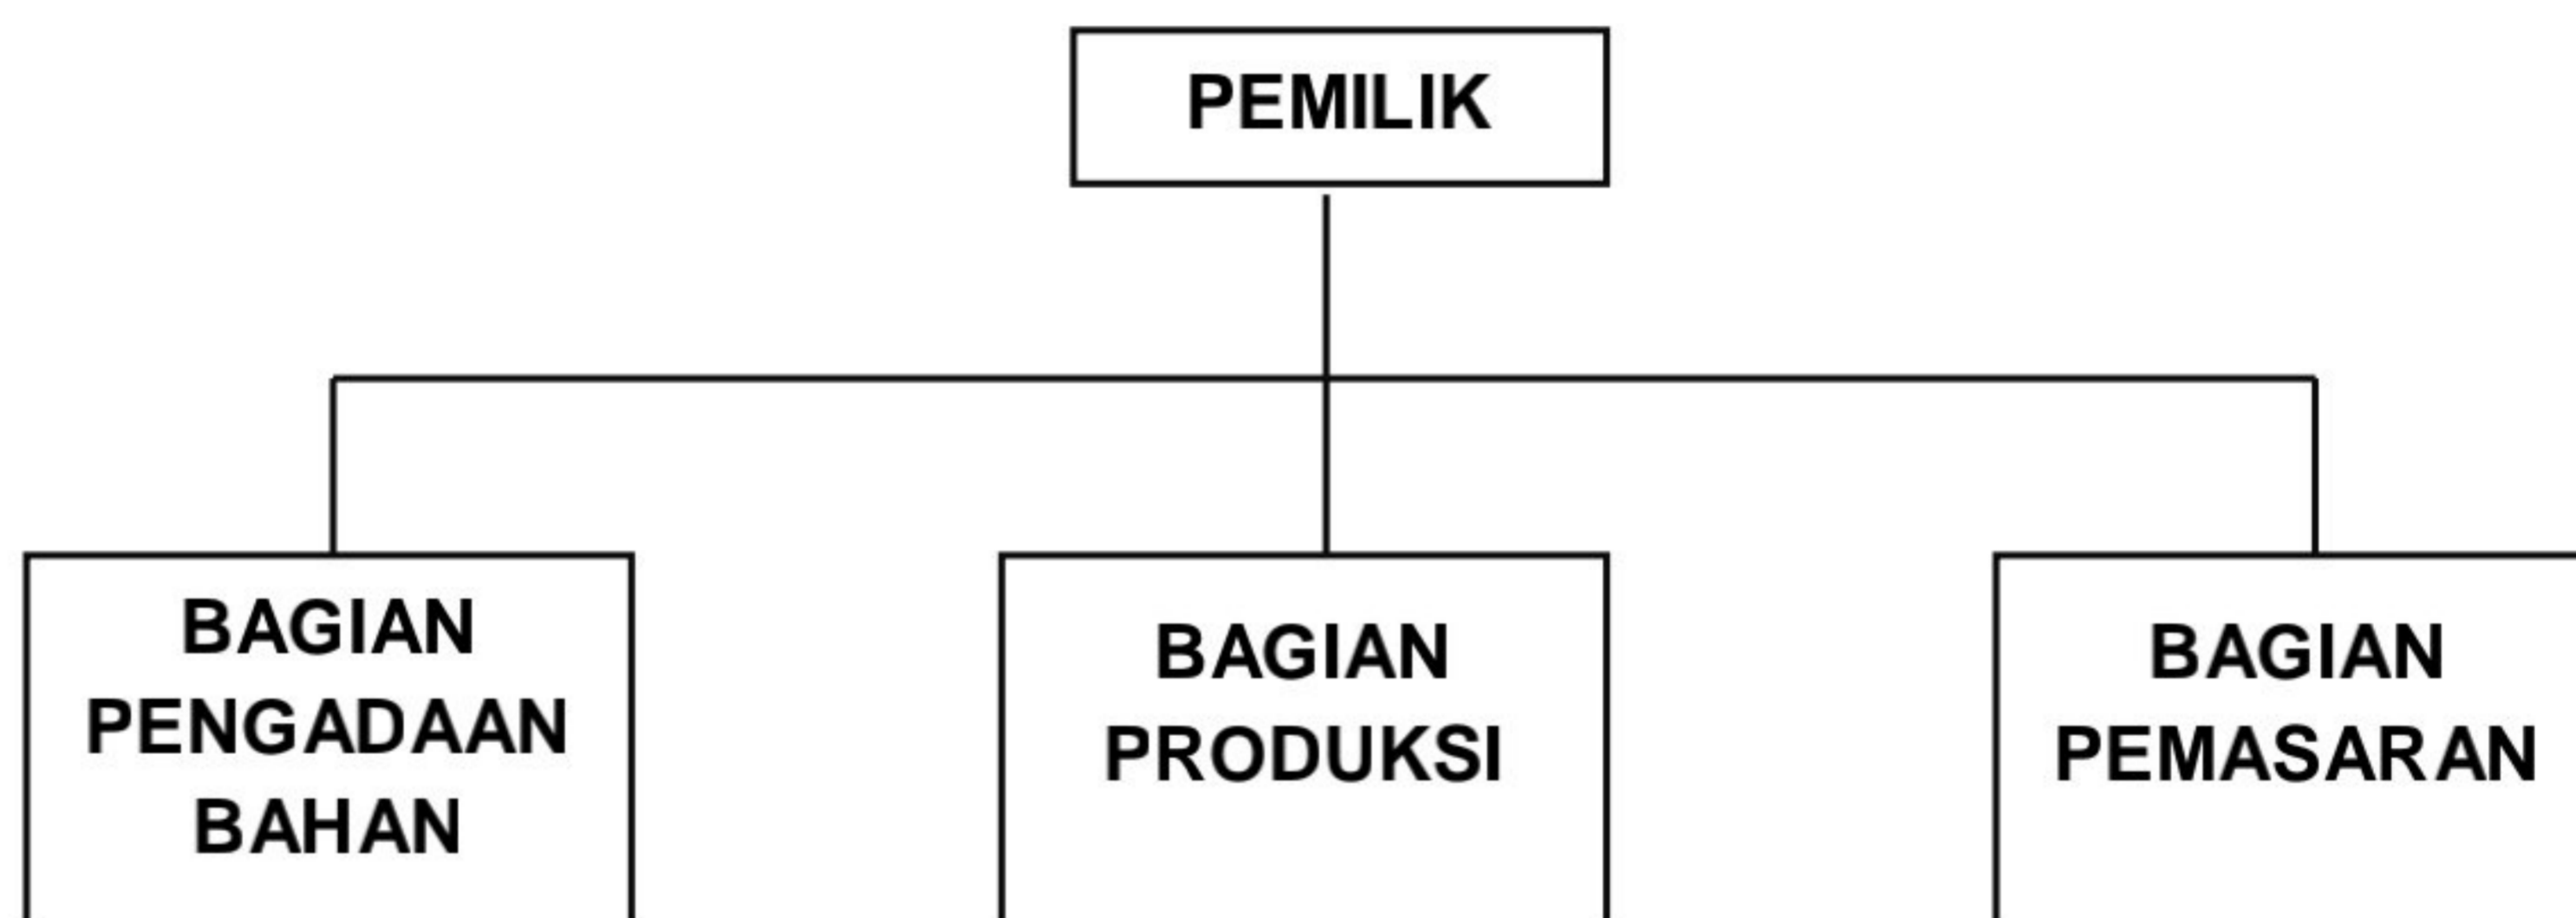 PEMILIK
BAGIAN
PENGADAAN
BAHAN
BAGIAN
PRODUKSI
BAGIAN
PEMASARAN